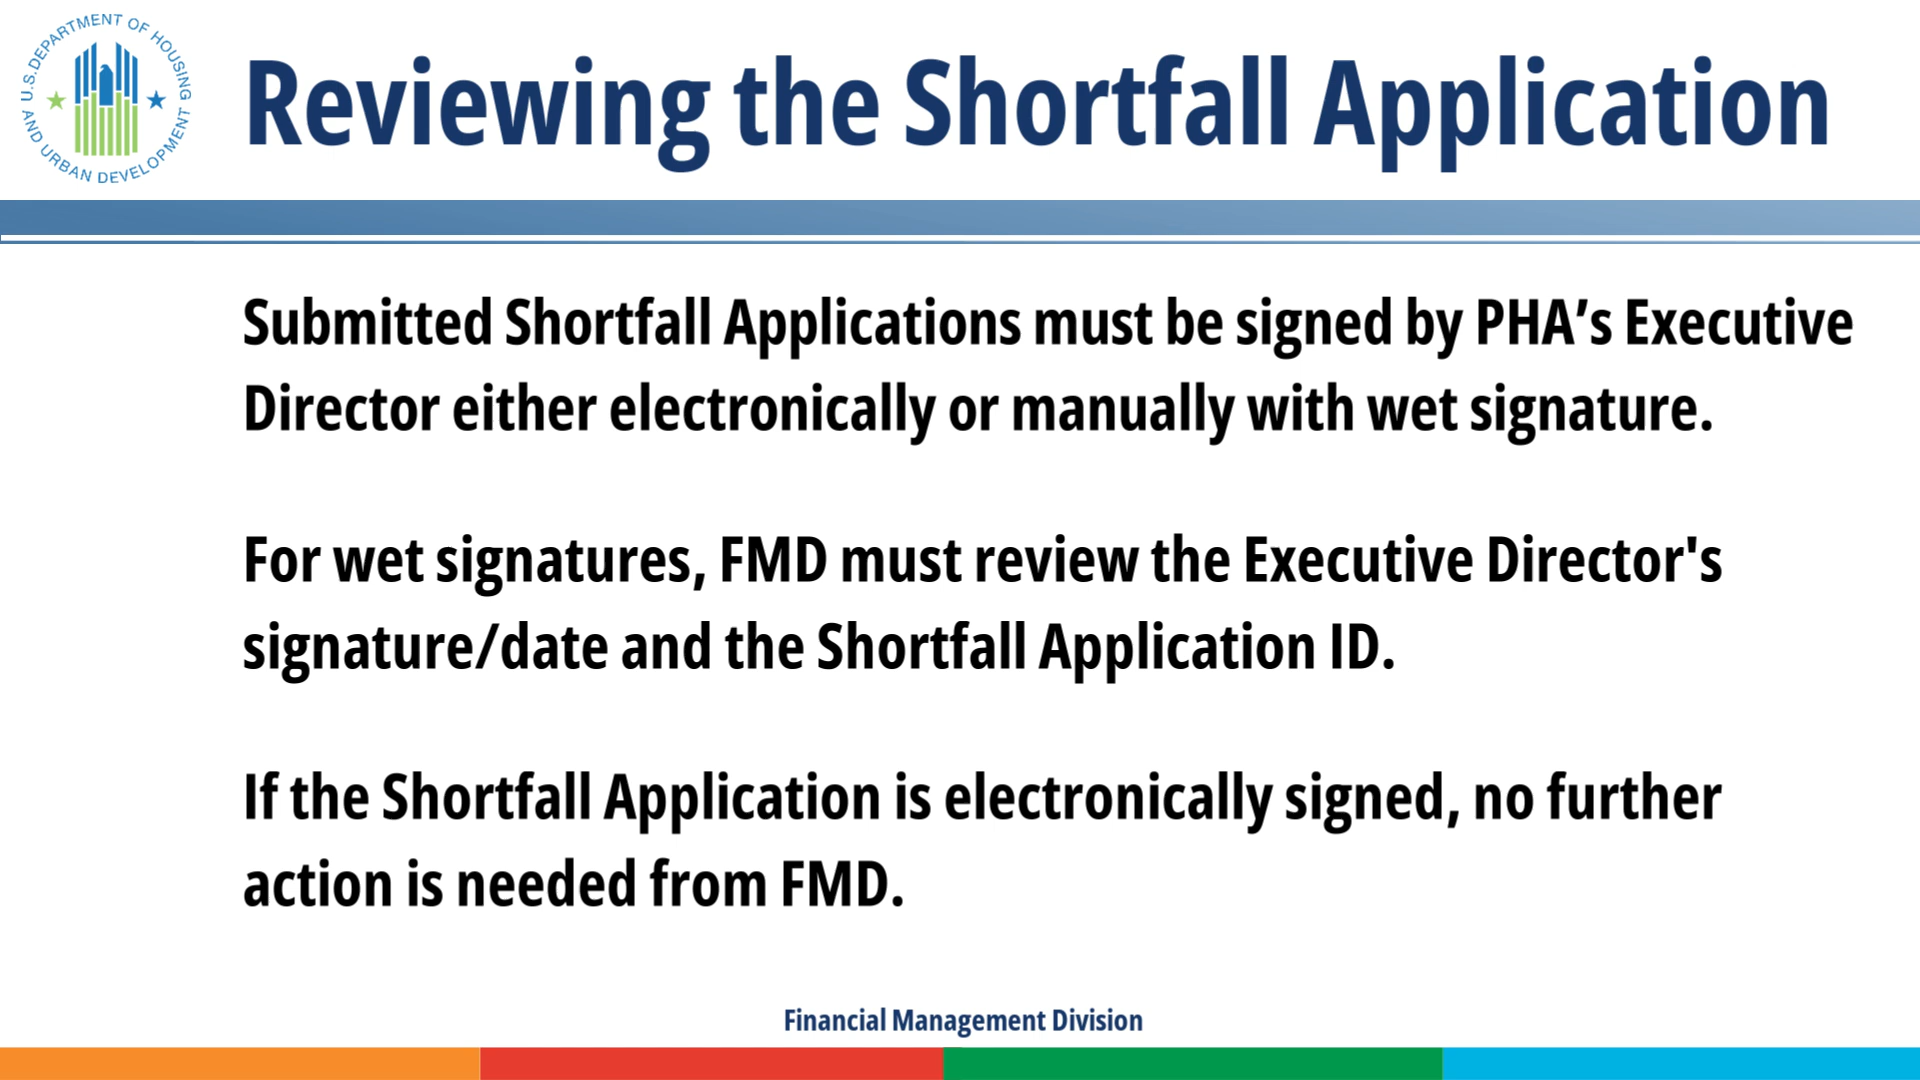 U.S. DEPARTMENT OF HOUSING
AND URBAN DEVELOPMENT
Reviewing the Shortfall Application
Submitted Shortfall Applications must be signed by PHA’s Executive
Director either electronically or manually with wet signature.
For wet signatures, FMD must review the Executive Director's
signature/date and the Shortfall Application ID.
If the Shortfall Application is electronically signed, no further
action is needed from FMD.
Financial Management Division